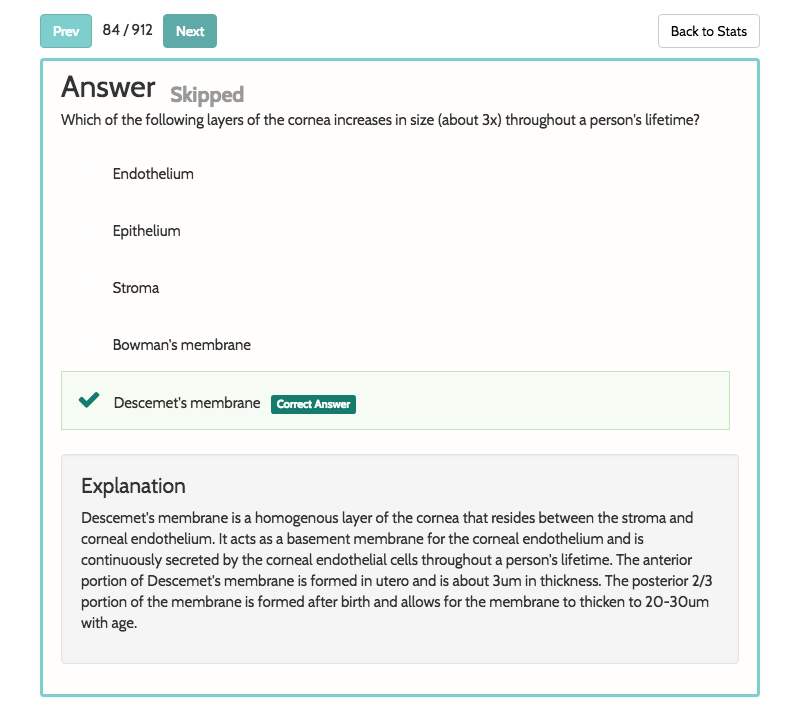 Prev 84 / 912 Next Back to Stats
Answer Skipped
Which of the following layers of the cornea increases in size (about 3x) throughout a person's lifetime?
Endothelium
Epithelium
Stroma
Bowman's membrane
Descemet's membrane Correct Answer
Explanation
Descemet's membrane is a homogenous layer of the cornea that resides between the stroma and
corneal endothelium. It acts as a basement membrane for the corneal endothelium and is
continuously secreted by the corneal endothelial cells throughout a person's lifetime. The anterior
portion of Descemet's membrane is formed in utero and is about 3um in thickness. The posterior 2/3
portion of the membrane is formed after birth and allows for the membrane to thicken to 20-30um
with age.